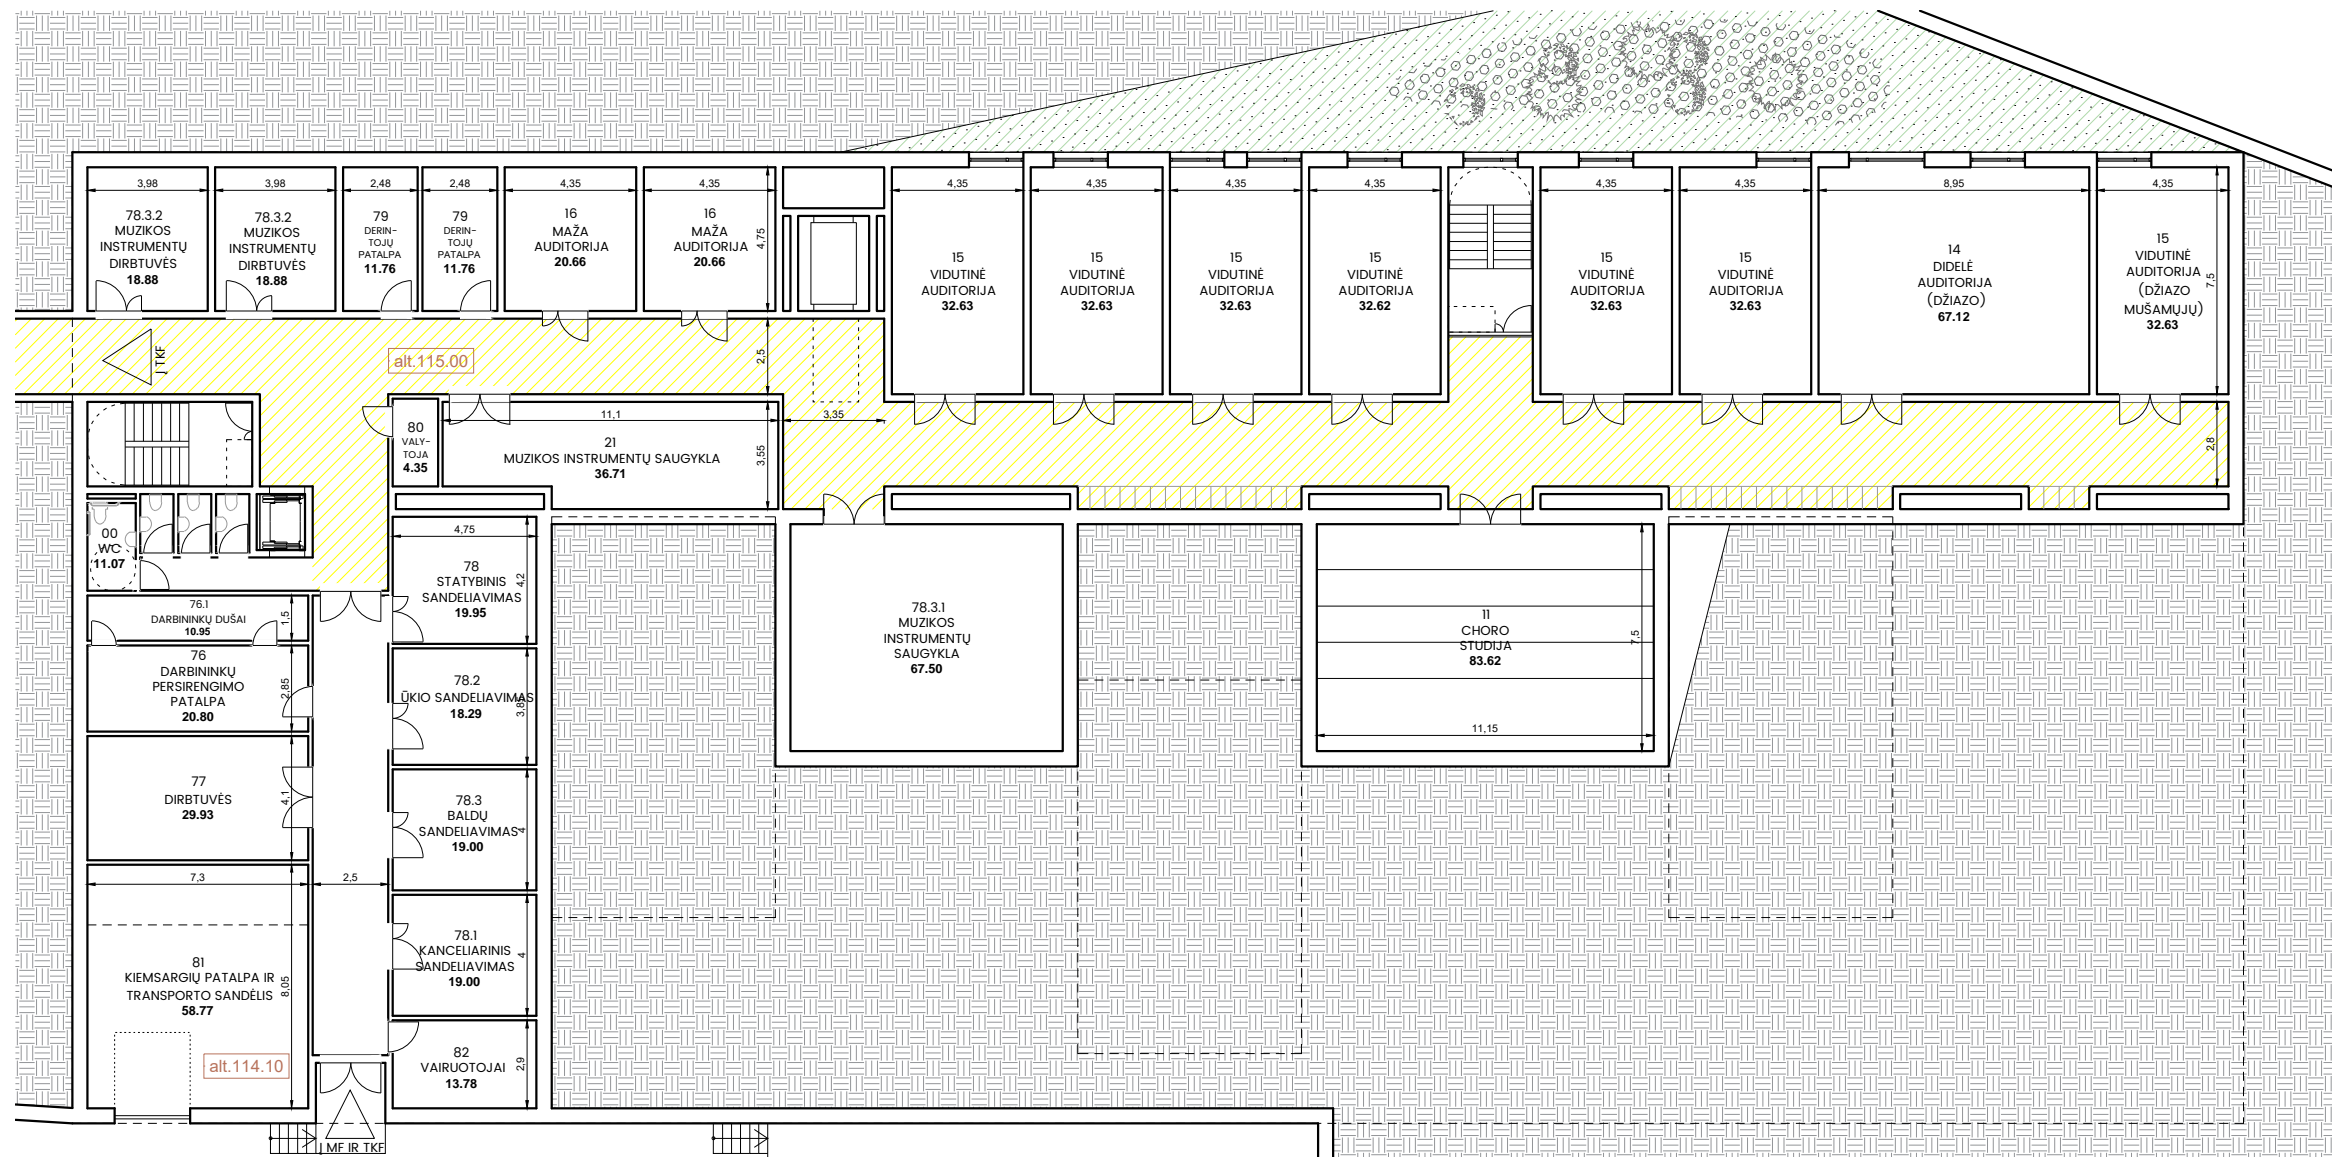 3,98
3,98
2,48
2,48
4,35
4,35
4,35
4,35
4,35
4,35
4,35
4,35
8,95
4,35
78.3.2
MUZIKOS
INSTRUMENTŲ
DIRBTUVĖS
18.88
78.3.2
MUZIKOS
INSTRUMENTŲ
DIRBTUVĖS
18.88
79
DERIN-
TOJŲ
PATALPA
11.76
79
DERIN-
TOJŲ
PATALPA
11.76
16
MAŽA
AUDITORIJA
20.66
16
MAŽA
AUDITORIJA
20.66
4,75
15
VIDUTINĖ
AUDITORIJA
32.63
15
VIDUTINĖ
AUDITORIJA
32.63
15
VIDUTINĖ
AUDITORIJA
32.63
15
VIDUTINĖ
AUDITORIJA
32.62
15
VIDUTINĖ
AUDITORIJA
32.63
15
VIDUTINĖ
AUDITORIJA
32.63
14
DIDELĖ
AUDITORIJA
(DŽIAZO)
67.12
15
VIDUTINĖ
AUDITORIJA
(DŽIAZO
MUŠAMŲJŲ)
32.63
7,5
Į TKF
alt.115.00
2,5
80
VALY-
TOJA
4.35
11,1
21
MUZIKOS INSTRUMENTŲ SAUGYKLA
36.71
3,55
3,35
2,8
00
WC
11.07
4,75
78
STATYBINIS
SANDELIAVIMAS
19.95
4,2
76.1
DARBININKŲ DUŠAI
10.95
1,5
76
DARBININKŲ
PERSIRENGIMO
PATALPA
20.80
2,85
78.2
ŪKIO SANDELIAVIMAS
18.29
3,85
78.3.1
MUZIKOS
INSTRUMENTŲ
SAUGYKLA
67.50
11
CHORO
STUDIJA
83.62
7,5
11,15
77
DIRBTUVĖS
29.93
4,1
78.3
BALDŲ
SANDELIAVIMAS
19.00
4
7,3
2,5
81
KIEMSARGIŲ PATALPA IR
TRANSPORTO SANDĖLIS
58.77
8,05
78.1
KANCELIARINIS
SANDELIAVIMAS
19.00
4
alt.114.10
82
VAIRUOTOJAI
13.78
2,9
Į MF IR TKF